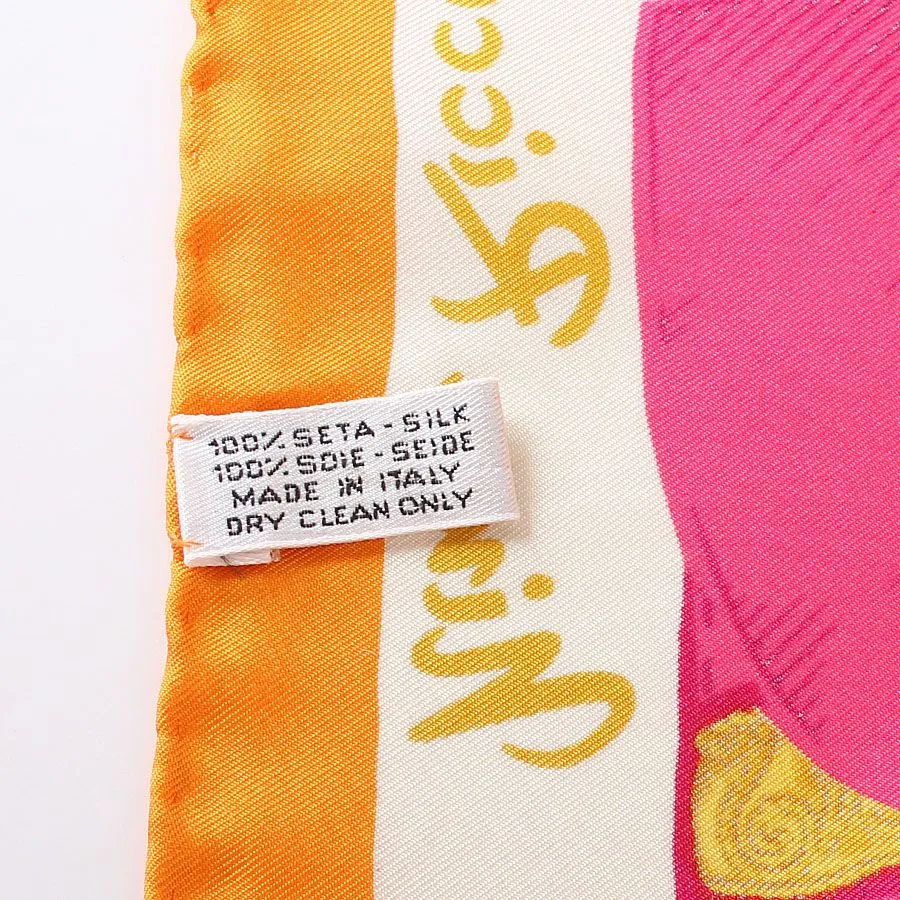 100% SETA - SILK
100% SOIE - SEIDE
MADE IN ITALY
DRY CLEAN ONLY